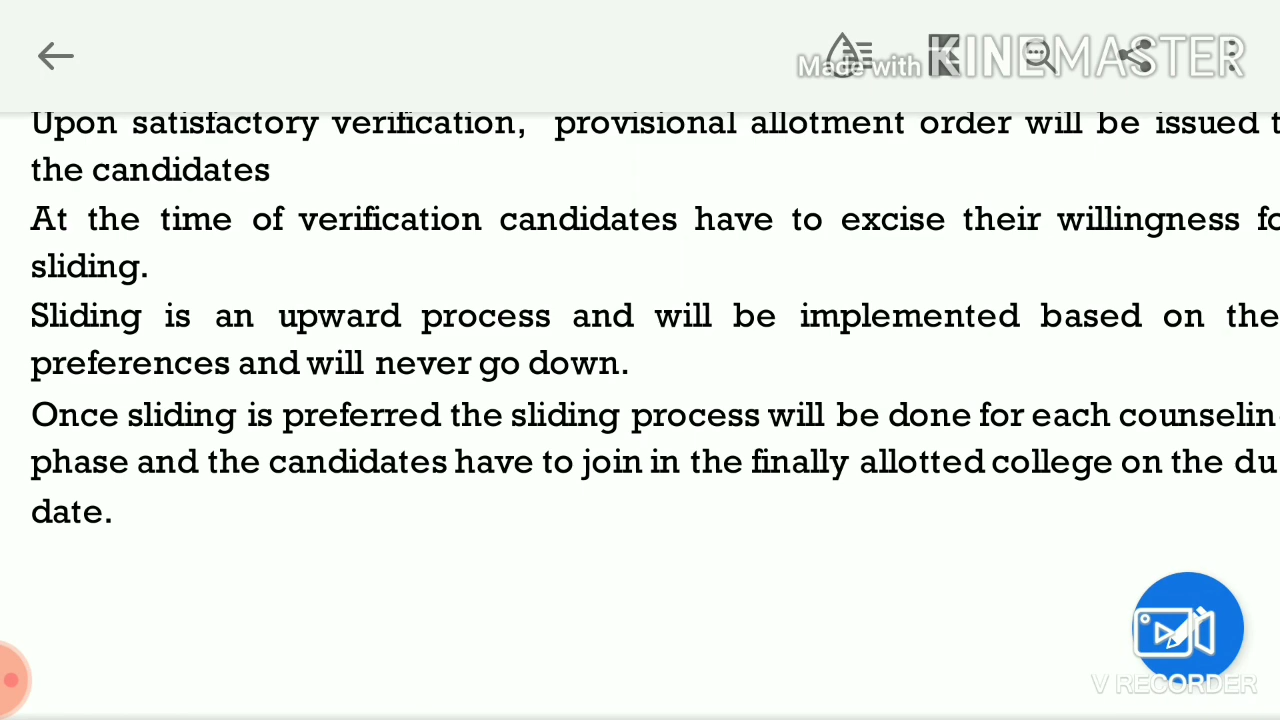 Made with KINEMASTER
Upon satisfactory verification, provisional allotment order will be issued t
the candidates
At the time of verification candidates have to excise their willingness fo
sliding.
Sliding is an upward process and will be implemented based on the
preferences and will never go down.
Once sliding is preferred the sliding process will be done for each counselin
phase and the candidates have to join in the finally allotted college on the du
date.
V RECORDER